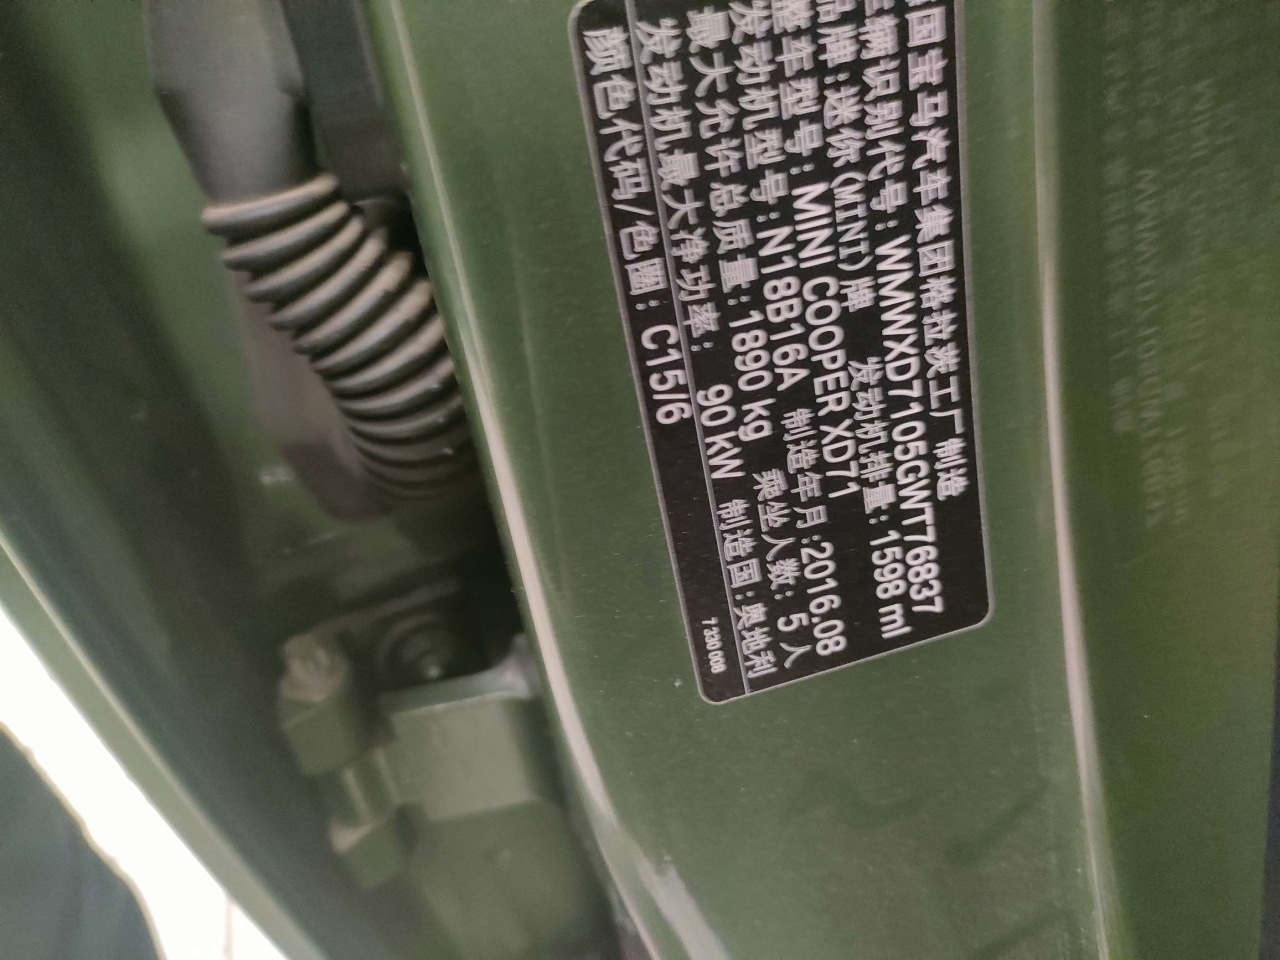 国宝马汽车集团格拉茨工厂制造
车辆识别代号: WMWXD7105GWT76837
品牌:迷你(MINI)牌 发动机排量: 1598 ml
整车型号: MINI COOPER XD71
发动机型号: N18B16A 制造年月:2016.08
最大允许总质量: 1890 kg 乘坐人数: 5人
发动机最大净功率: 90 kW 制造国: 奥地利
颜色代码/色圈: C15/6
7 330 008